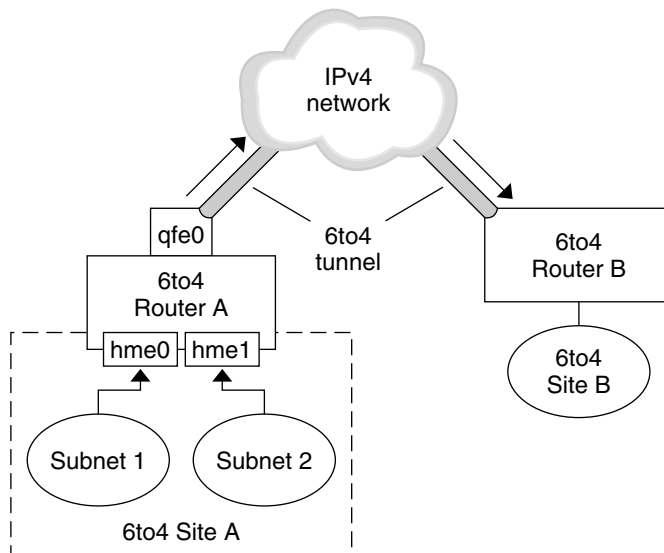 IPv4
network
qfe0
6to4
tunnel
6to4
Router A
6to4
Router B
hme0
hme1
6to4
Site B
Subnet 1
Subnet 2
6to4 Site A